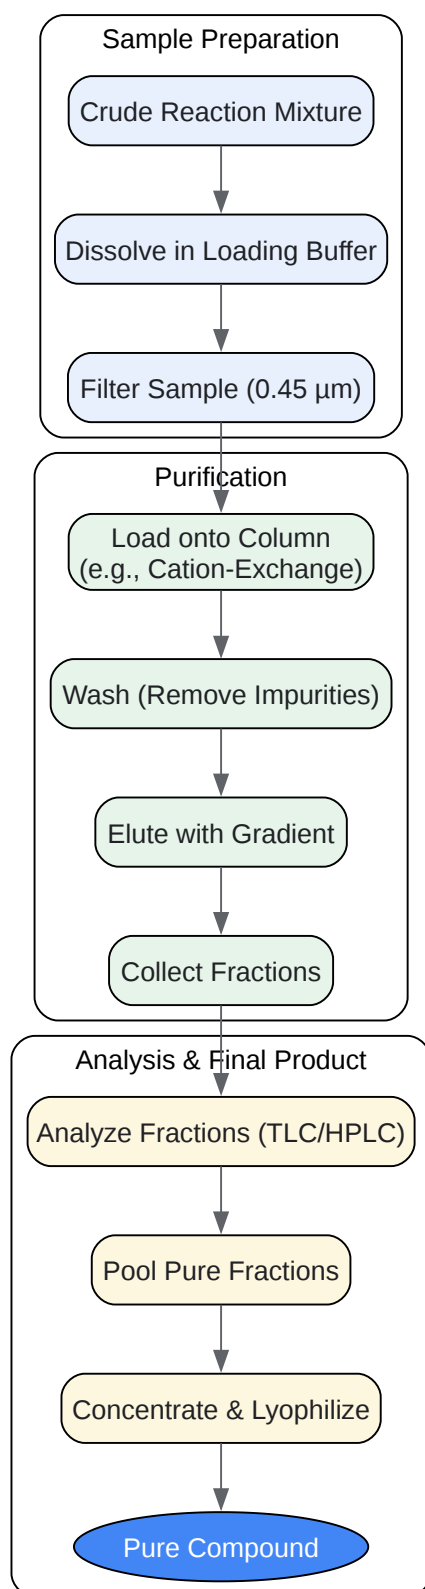 Sample Preparation
Crude Reaction Mixture
Dissolve in Loading Buffer
Filter Sample (0.45 µm)
Purification
Load onto Column
(e.g., Cation-Exchange)
Wash (Remove Impurities)
Elute with Gradient
Collect Fractions
Analysis & Final Product
Analyze Fractions (TLC/HPLC)
Pool Pure Fractions
Concentrate & Lyophilize
Pure Compound